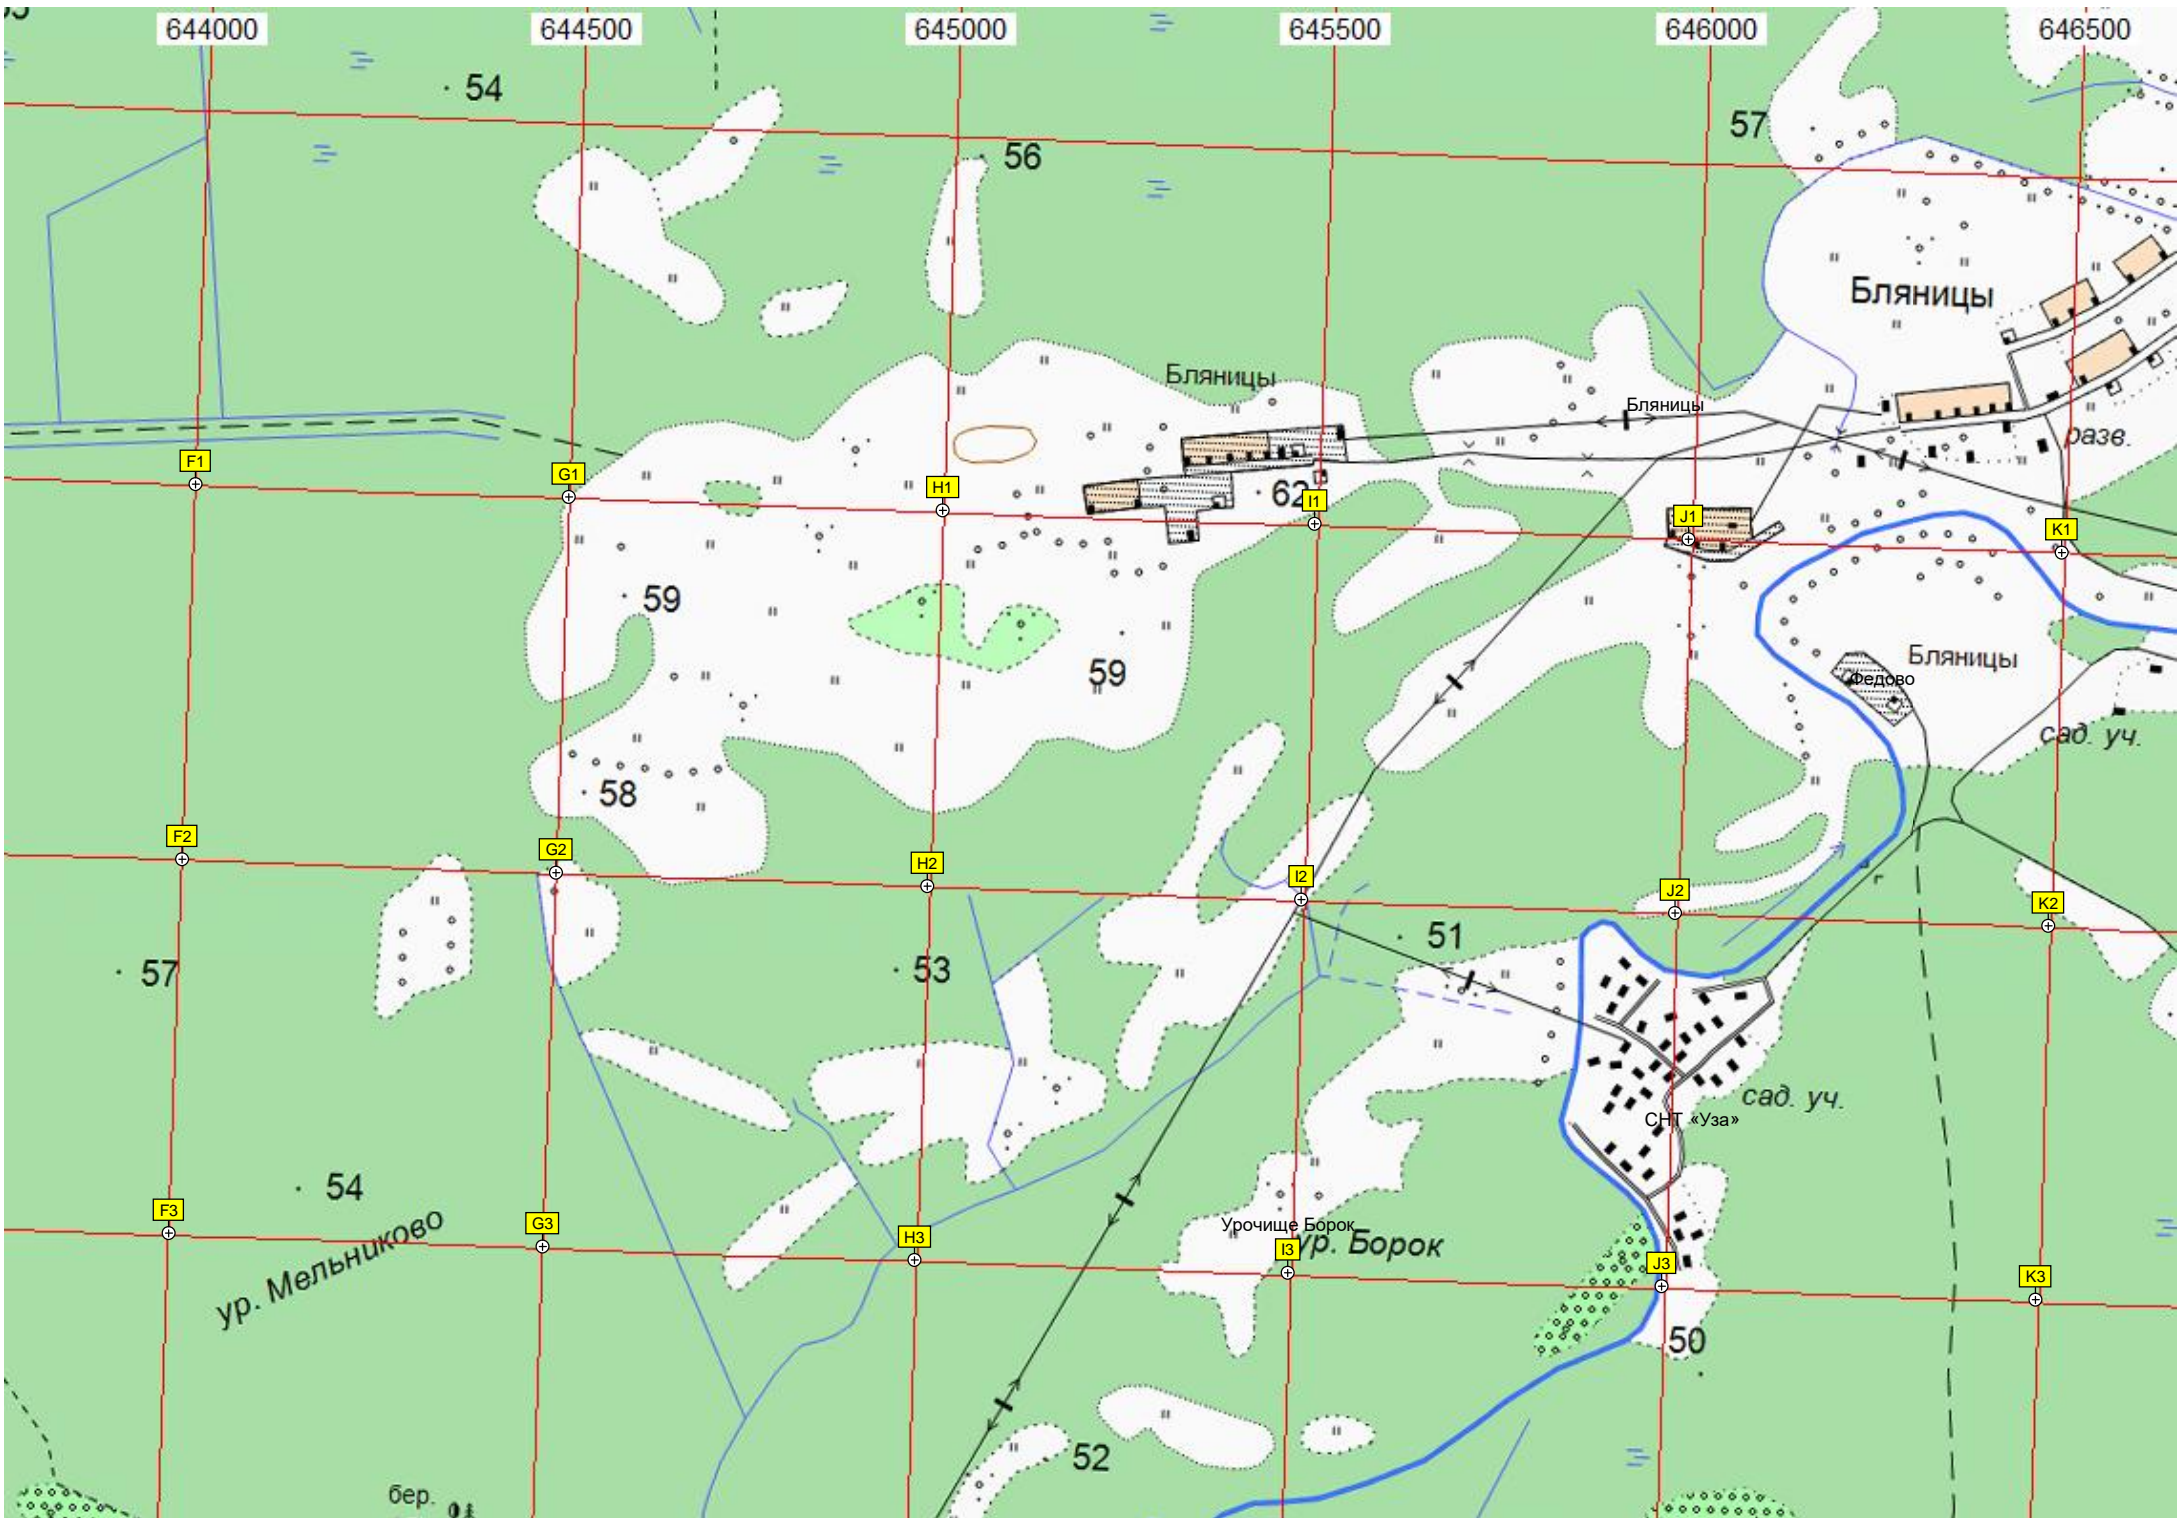 644000 644500 645000 645500 646000 646500
54
57
56
Бляницы
Бляницы
Бляницы
разв.
F1
G1
H1
62
I1
J1
K1
59
59
Бляницы
Федово
сад. уч.
58
F2
G2
H2
I2
J2
K2
51
57
53
сад. уч.
СНТ «Уза»
54
F3
G3
H3
Урочище Борок
ур. Борок
I3
J3
K3
ур. Мельниково
50
52
бер.